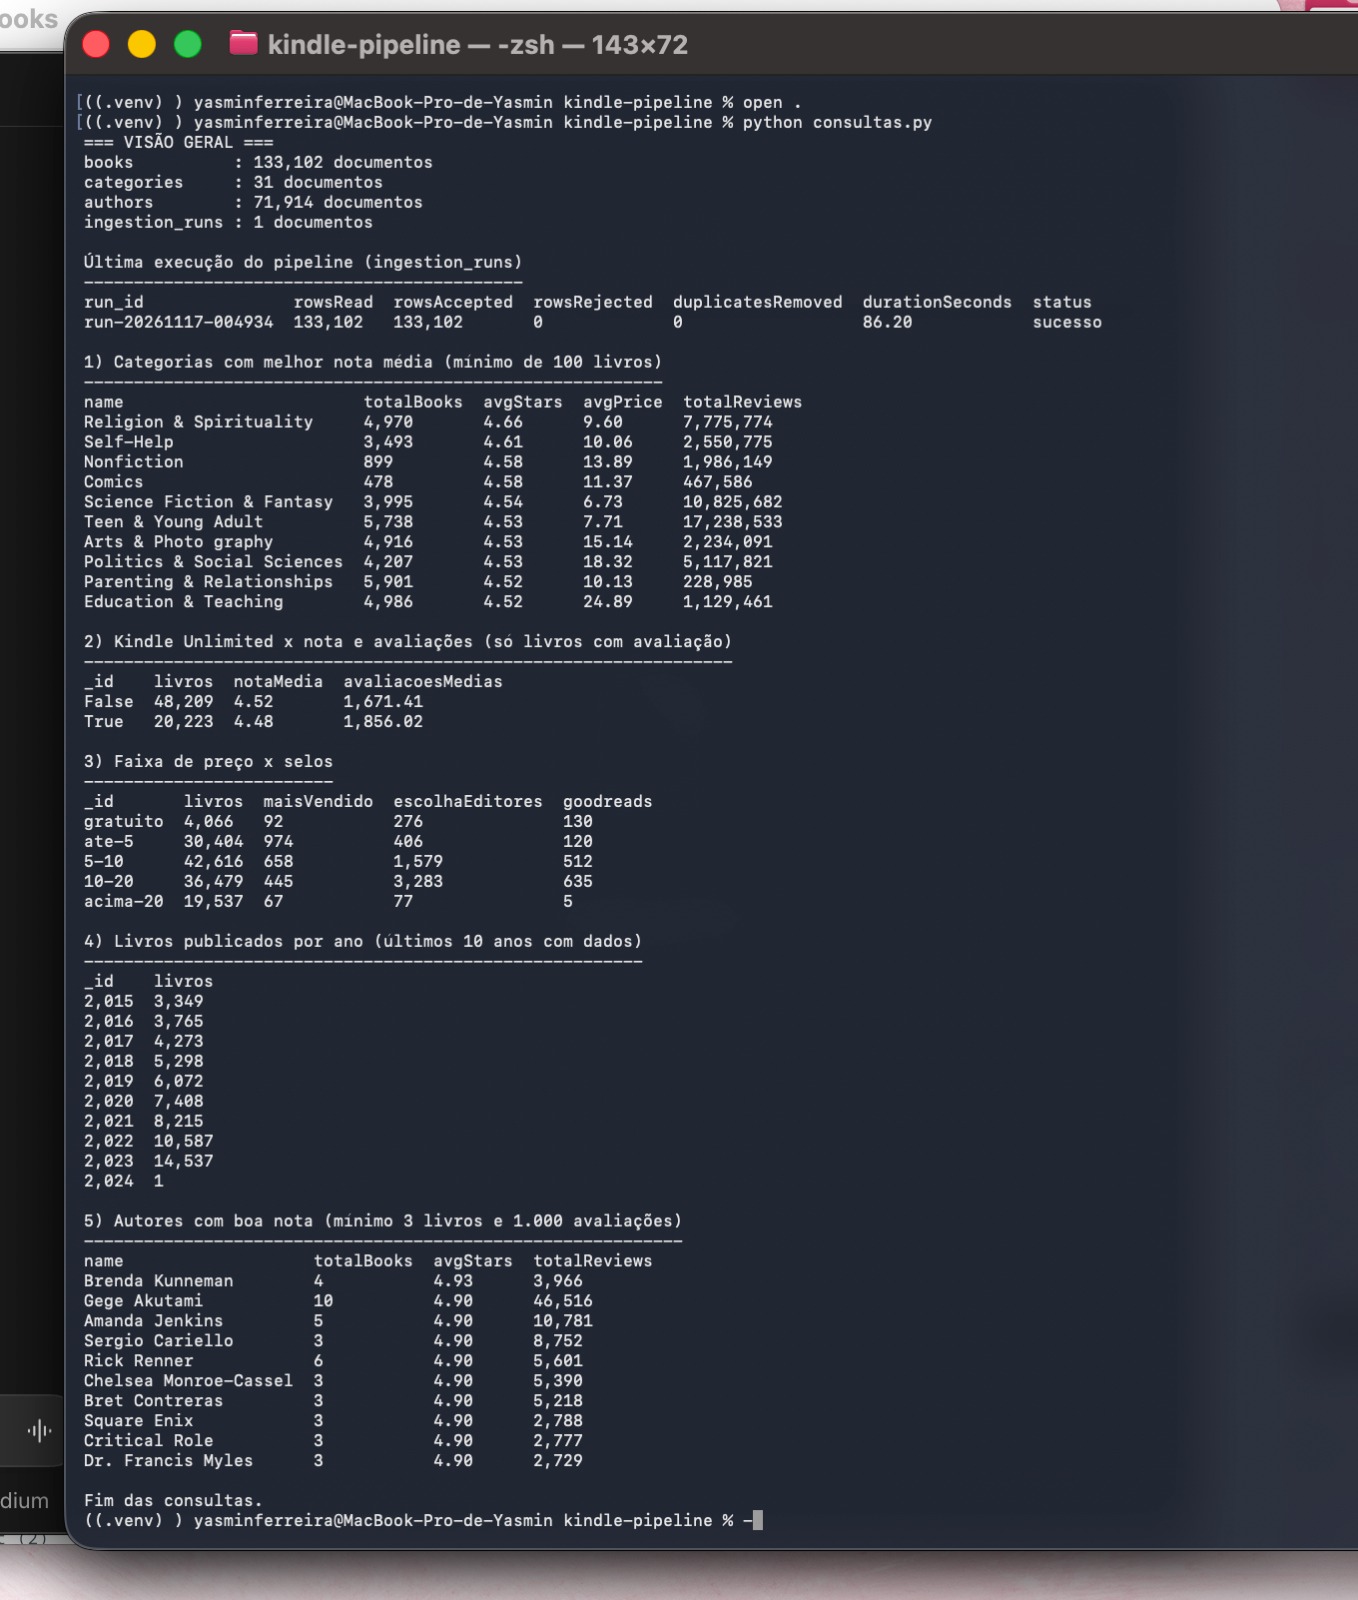 ooks
kindle-pipeline — -zsh — 143×72
[((.venv) ) yasminferreira@MacBook-Pro-de-Yasmin kindle-pipeline % open .
[((.venv) ) yasminferreira@MacBook-Pro-de-Yasmin kindle-pipeline % python consultas.py
=== VISÃO GERAL ===
books          : 133,102 documentos
categories     : 31 documentos
authors        : 71,914 documentos
ingestion_runs : 1 documentos
Última execução do pipeline (ingestion_runs)
--------------------------------------------
run_id               rowsRead  rowsAccepted  rowsRejected  duplicatesRemoved  durationSeconds  status
run-20261117-004934  133,102   133,102       0             0                  86.20            sucesso
1) Categorias com melhor nota média (mínimo de 100 livros)
----------------------------------------------------------
name                        totalBooks  avgStars  avgPrice  totalReviews
Religion & Spirituality     4,970       4.66      9.60      7,775,774
Self-Help                   3,493       4.61      10.06     2,550,775
Nonfiction                  899         4.58      13.89     1,986,149
Comics                      478         4.58      11.37     467,586
Science Fiction & Fantasy   3,995       4.54      6.73      10,825,682
Teen & Young Adult          5,738       4.53      7.71      17,238,533
Arts & Photo graphy         4,916       4.53      15.14     2,234,091
Politics & Social Sciences  4,207       4.53      18.32     5,117,821
Parenting & Relationships   5,901       4.52      10.13     228,985
Education & Teaching        4,986       4.52      24.89     1,129,461
2) Kindle Unlimited x nota e avaliações (só livros com avaliação)
-----------------------------------------------------------------
_id    livros  notaMedia  avaliacoesMedias
False  48,209  4.52       1,671.41
True   20,223  4.48       1,856.02
3) Faixa de preço x selos
-------------------------
_id       livros  maisVendido  escolhaEditores  goodreads
gratuito  4,066   92           276              130
ate-5     30,404  974          406              120
5-10      42,616  658          1,579            512
10-20     36,479  445          3,283            635
acima-20  19,537  67           77               5
4) Livros publicados por ano (últimos 10 anos com dados)
--------------------------------------------------------
_id    livros
2,015  3,349
2,016  3,765
2,017  4,273
2,018  5,298
2,019  6,072
2,020  7,408
2,021  8,215
2,022  10,587
2,023  14,537
2,024  1
5) Autores com boa nota (mínimo 3 livros e 1.000 avaliações)
------------------------------------------------------------
name                   totalBooks  avgStars  totalReviews
Brenda Kunneman        4           4.93      3,966
Gege Akutami           10          4.90      46,516
Amanda Jenkins         5           4.90      10,781
Sergio Cariello        3           4.90      8,752
Rick Renner            6           4.90      5,601
Chelsea Monroe-Cassel  3           4.90      5,390
Bret Contreras         3           4.90      5,218
Square Enix            3           4.90      2,788
Critical Role          3           4.90      2,777
Dr. Francis Myles      3           4.90      2,729
Fim das consultas.
dium
((.venv) ) yasminferreira@MacBook-Pro-de-Yasmin kindle-pipeline % -
(2)